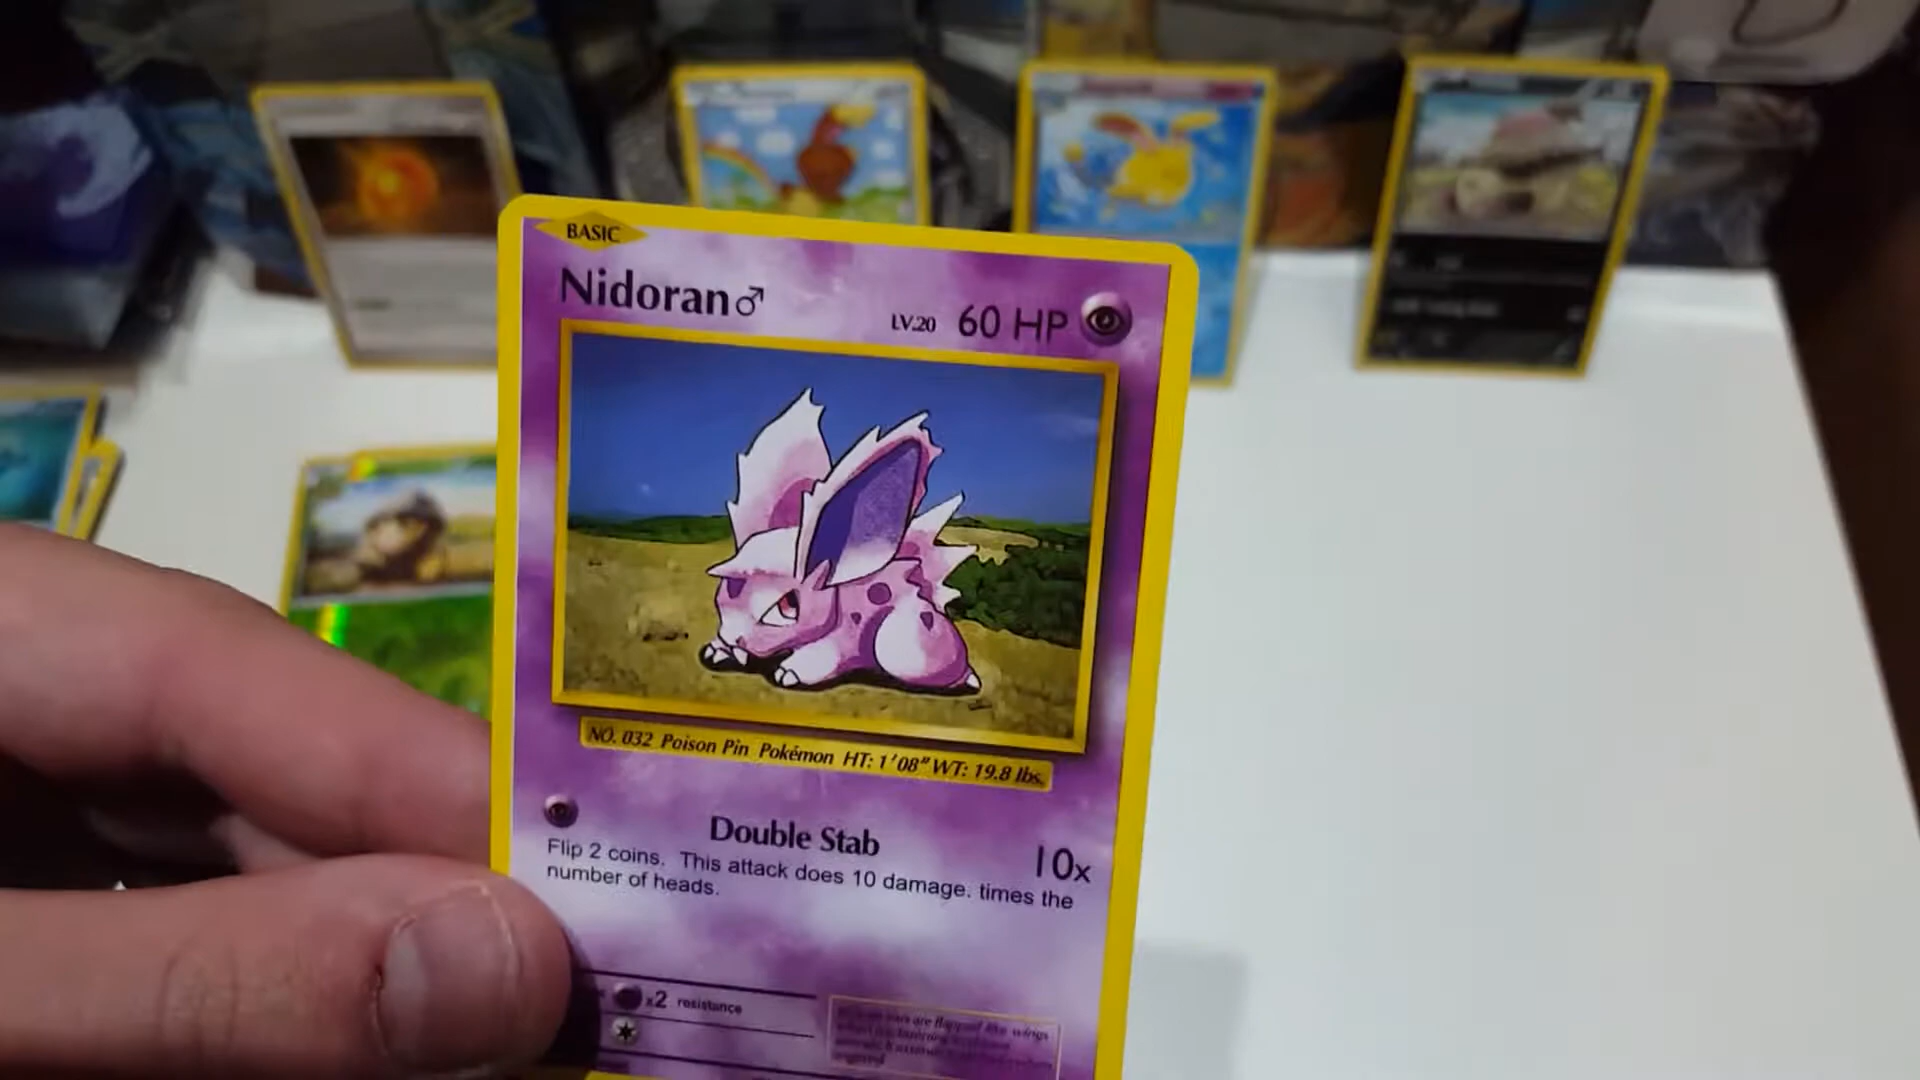 BASIC
Nidoran♂
LV.20 60 HP
NO. 032 Poison Pin Pokémon HT: 1'08" WT: 19.8 lbs.
Double Stab
10x
Flip 2 coins. This attack does 10 damage. times the
number of heads.
x2 resistance